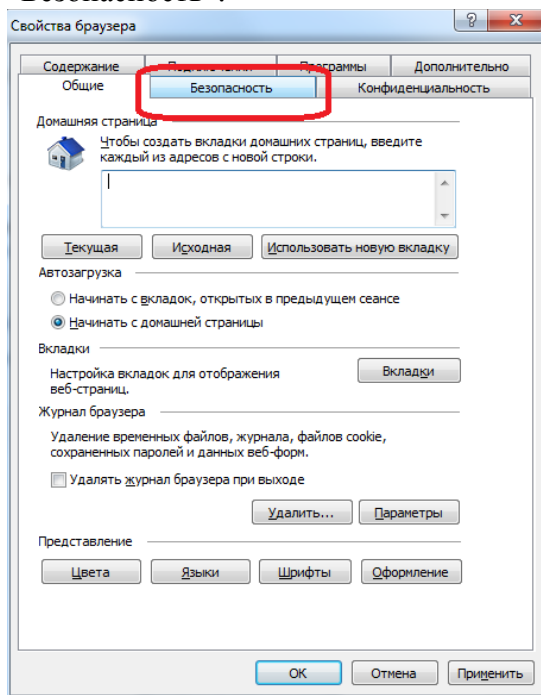 Свойства браузера
Содержание Подключения Программы Дополнительно
Общие Безопасность Конфиденциальность
Домашняя страница
Чтобы создать вкладки домашних страниц, введите
каждый из адресов с новой строки.
Текущая Исходная Использовать новую вкладку
Автозагрузка
Начинать с вкладок, открытых в предыдущем сеансе
Начинать с домашней страницы
Вкладки
Настройка вкладок для отображения
веб-страниц.
Вкладки
Журнал браузера
Удаление временных файлов, журнала, файлов cookie,
сохраненных паролей и данных веб-форм.
Удалять журнал браузера при выходе
Удалить... Параметры
Представление
Цвета Языки Шрифты Оформление
ОК Отмена Применить